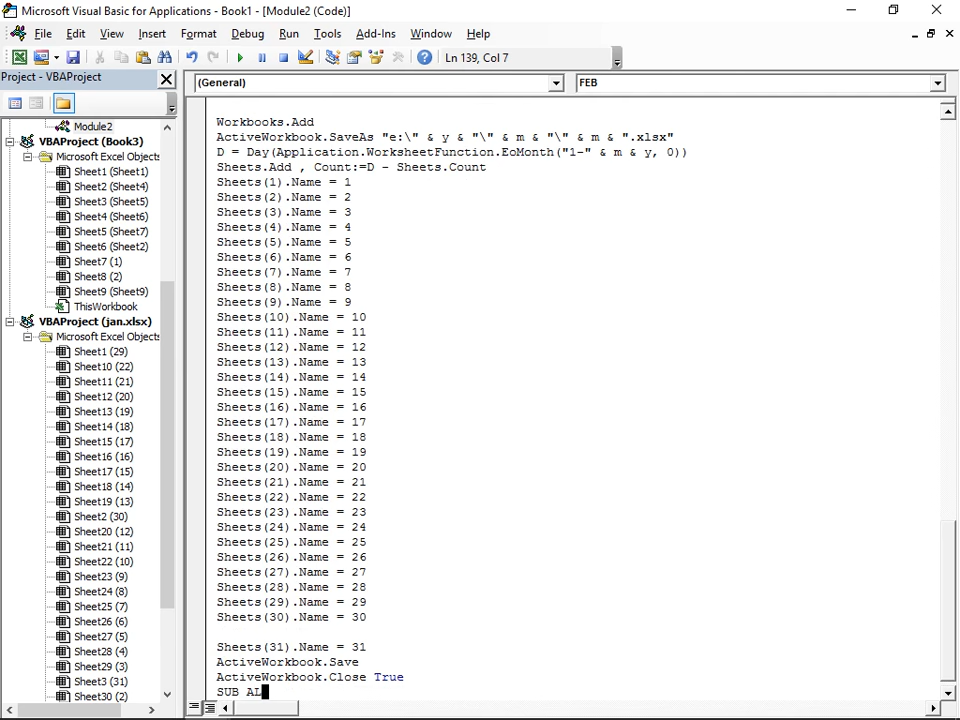 Microsoft Visual Basic for Applications - Book1 - [Module2 (Code)]
File Edit View Insert Format Debug Run Tools Add-Ins Window Help
Ln 139, Col 7
Project - VBAProject
(General)
FEB
Module2
VBAProject (Book3)
Microsoft Excel Objects
Sheet1 (Sheet1)
Sheet2 (Sheet4)
Sheet3 (Sheet5)
Sheet4 (Sheet6)
Sheet5 (Sheet7)
Sheet6 (Sheet2)
Sheet7 (1)
Sheet8 (2)
Sheet9 (Sheet9)
ThisWorkbook
VBAProject (jan.xlsx)
Microsoft Excel Objects
Sheet1 (29)
Sheet10 (22)
Sheet11 (21)
Sheet12 (20)
Sheet13 (19)
Sheet14 (18)
Sheet15 (17)
Sheet16 (16)
Sheet17 (15)
Sheet18 (14)
Sheet19 (13)
Sheet2 (30)
Sheet20 (12)
Sheet21 (11)
Sheet22 (10)
Sheet23 (9)
Sheet24 (8)
Sheet25 (7)
Sheet26 (6)
Sheet27 (5)
Sheet28 (4)
Sheet29 (3)
Sheet3 (31)
Sheet30 (2)
Workbooks.Add
ActiveWorkbook.SaveAs "e:\" & y & "\" & m & "\" & m & ".xlsx"
D = Day(Application.WorksheetFunction.EoMonth("1-" & m & y, 0))
Sheets.Add , Count:=D - Sheets.Count
Sheets(1).Name = 1
Sheets(2).Name = 2
Sheets(3).Name = 3
Sheets(4).Name = 4
Sheets(5).Name = 5
Sheets(6).Name = 6
Sheets(7).Name = 7
Sheets(8).Name = 8
Sheets(9).Name = 9
Sheets(10).Name = 10
Sheets(11).Name = 11
Sheets(12).Name = 12
Sheets(13).Name = 13
Sheets(14).Name = 14
Sheets(15).Name = 15
Sheets(16).Name = 16
Sheets(17).Name = 17
Sheets(18).Name = 18
Sheets(19).Name = 19
Sheets(20).Name = 20
Sheets(21).Name = 21
Sheets(22).Name = 22
Sheets(23).Name = 23
Sheets(24).Name = 24
Sheets(25).Name = 25
Sheets(26).Name = 26
Sheets(27).Name = 27
Sheets(28).Name = 28
Sheets(29).Name = 29
Sheets(30).Name = 30
Sheets(31).Name = 31
ActiveWorkbook.Save
ActiveWorkbook.Close True
SUB AL